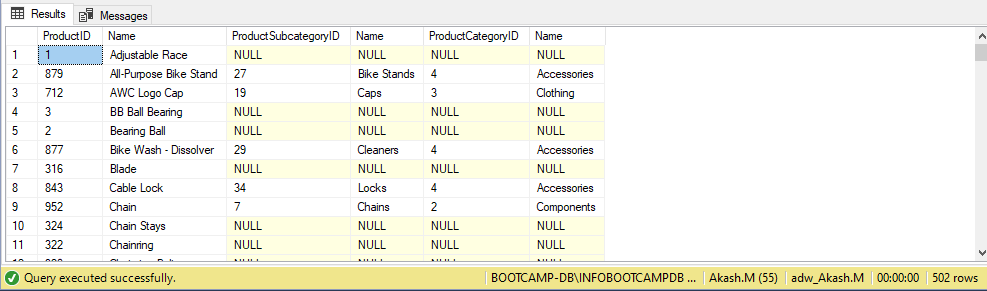 Results Messages
ProductID Name ProductSubcategoryID Name ProductCategoryID Name
1 1 Adjustable Race NULL NULL NULL NULL
2 879 All-Purpose Bike Stand 27 Bike Stands 4 Accessories
3 712 AWC Logo Cap 19 Caps 3 Clothing
4 3 BB Ball Bearing NULL NULL NULL NULL
5 2 Bearing Ball NULL NULL NULL NULL
6 877 Bike Wash - Dissolver 29 Cleaners 4 Accessories
7 316 Blade NULL NULL NULL NULL
8 843 Cable Lock 34 Locks 4 Accessories
9 952 Chain 7 Chains 2 Components
10 324 Chain Stays NULL NULL NULL NULL
11 322 Chainring NULL NULL NULL NULL
Query executed successfully. BOOTCAMP-DB\INFOBOOTCAMPDB ... Akash.M (55) adw_Akash.M 00:00:00 502 rows